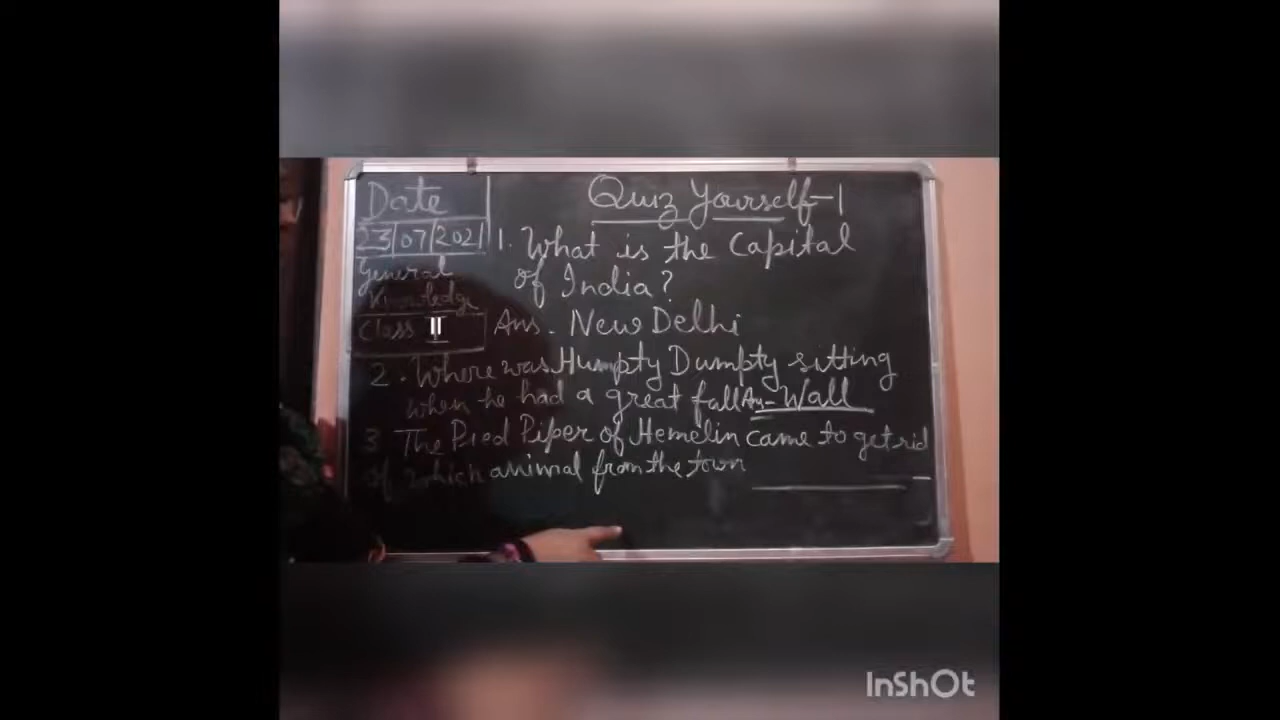 Date
23/07/2021
General
Knowledge
Class II
Quiz Yourself-1
1. What is the Capital
of India?
Ans. New Delhi
2. Where was Humpty Dumpty sitting
when he had a great fall Ans- Wall
3 The Pied Piper of Hemelin came to get rid
of which animal from the town
InShOt